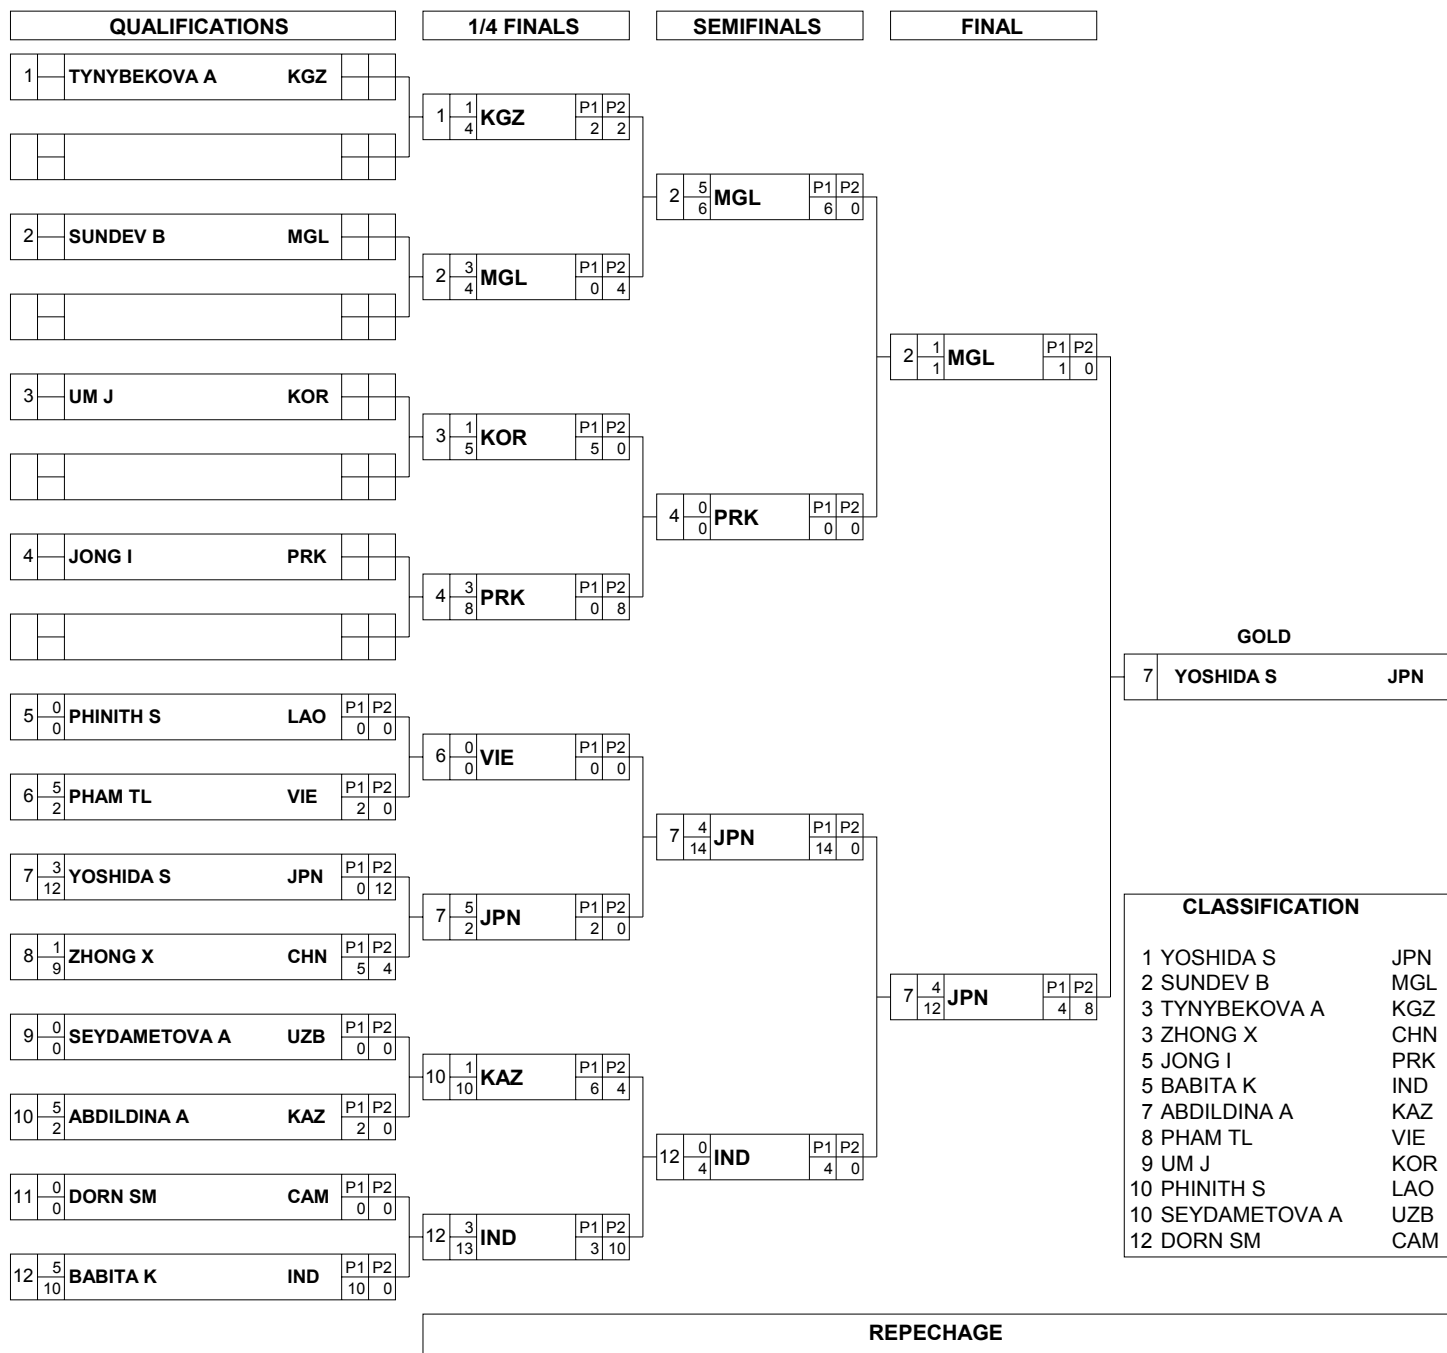 QUALIFICATIONS 1/4 FINALS SEMIFINALS FINAL
1 TYNYBEKOVA A KGZ
1 1 4 KGZ P1 P2 2 2
2 5 6 MGL P1 P2 6 0
2 SUNDEV B MGL
2 3 4 MGL P1 P2 0 4
2 1 1 MGL P1 P2 1 0
3 UM J KOR
3 1 5 KOR P1 P2 5 0
4 0 0 PRK P1 P2 0 0
4 JONG I PRK
4 3 8 PRK P1 P2 0 8
GOLD
7 YOSHIDA S JPN
5 0 0 PHINITH S LAO P1 P2 0 0
6 0 0 VIE P1 P2 0 0
6 5 2 PHAM TL VIE P1 P2 2 0
7 4 14 JPN P1 P2 14 0
7 3 12 YOSHIDA S JPN P1 P2 0 12
7 5 2 JPN P1 P2 2 0
8 1 9 ZHONG X CHN P1 P2 5 4
7 4 12 JPN P1 P2 4 8
9 0 0 SEYDAMETOVA A UZB P1 P2 0 0
10 1 10 KAZ P1 P2 6 4
10 5 2 ABDILDINA A KAZ P1 P2 2 0
12 0 4 IND P1 P2 4 0
11 0 0 DORN SM CAM P1 P2 0 0
12 3 13 IND P1 P2 3 10
12 5 10 BABITA K IND P1 P2 10 0
CLASSIFICATION
1 YOSHIDA S JPN
2 SUNDEV B MGL
3 TYNYBEKOVA A KGZ
3 ZHONG X CHN
5 JONG I PRK
5 BABITA K IND
7 ABDILDINA A KAZ
8 PHAM TL VIE
9 UM J KOR
10 PHINITH S LAO
10 SEYDAMETOVA A UZB
12 DORN SM CAM
REPECHAGE